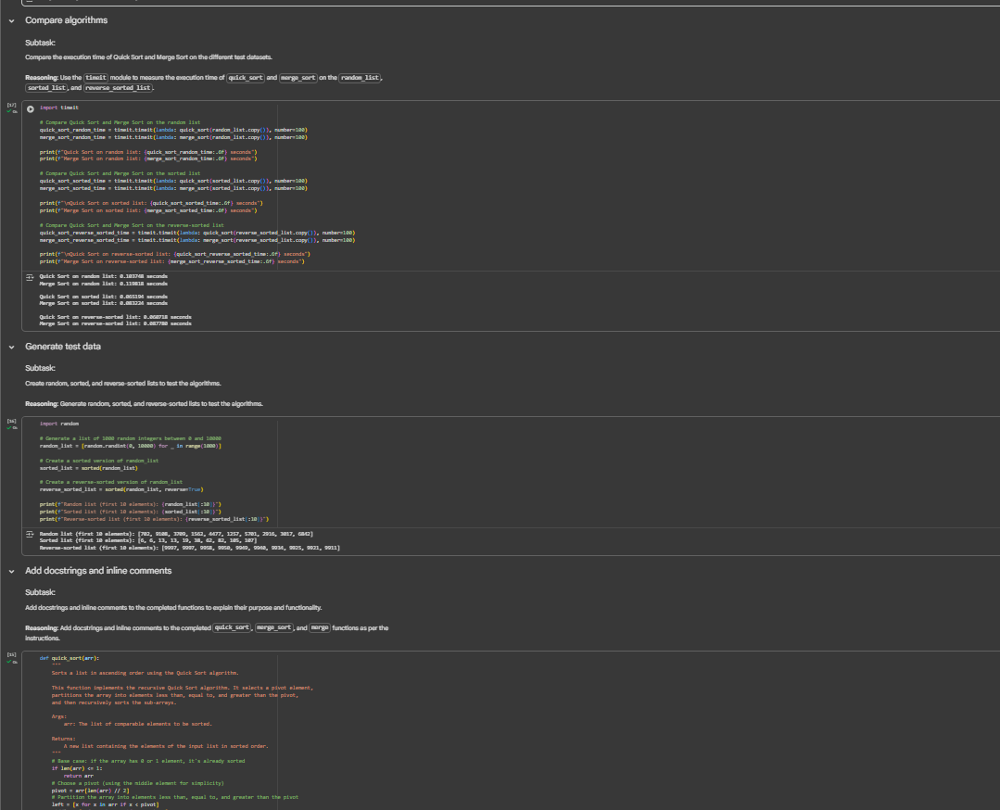 Compare algorithms
Subtask:
Compare the execution time of Quick Sort and Merge Sort on the different test datasets.
Reasoning: Use the timeit module to measure the execution time of quick_sort and merge_sort on the random_list,
sorted_list, and reverse_sorted_list.
[17]
0s
import timeit
# Compare Quick Sort and Merge Sort on the random list
quick_sort_random_time = timeit.timeit(lambda: quick_sort(random_list.copy()), number=100)
merge_sort_random_time = timeit.timeit(lambda: merge_sort(random_list.copy()), number=100)
print(f"Quick Sort on random list: {quick_sort_random_time:.6f} seconds")
print(f"Merge Sort on random list: {merge_sort_random_time:.6f} seconds")
# Compare Quick Sort and Merge Sort on the sorted list
quick_sort_sorted_time = timeit.timeit(lambda: quick_sort(sorted_list.copy()), number=100)
merge_sort_sorted_time = timeit.timeit(lambda: merge_sort(sorted_list.copy()), number=100)
print(f"\nQuick Sort on sorted list: {quick_sort_sorted_time:.6f} seconds")
print(f"Merge Sort on sorted list: {merge_sort_sorted_time:.6f} seconds")
# Compare Quick Sort and Merge Sort on the reverse-sorted list
quick_sort_reverse_sorted_time = timeit.timeit(lambda: quick_sort(reverse_sorted_list.copy()), number=100)
merge_sort_reverse_sorted_time = timeit.timeit(lambda: merge_sort(reverse_sorted_list.copy()), number=100)
print(f"\nQuick Sort on reverse-sorted list: {quick_sort_reverse_sorted_time:.6f} seconds")
print(f"Merge Sort on reverse-sorted list: {merge_sort_reverse_sorted_time:.6f} seconds")
Quick Sort on random list: 0.103748 seconds
Merge Sort on random list: 0.119818 seconds
Quick Sort on sorted list: 0.065194 seconds
Merge Sort on sorted list: 0.083224 seconds
Quick Sort on reverse-sorted list: 0.060718 seconds
Merge Sort on reverse-sorted list: 0.087780 seconds
Generate test data
Subtask:
Create random, sorted, and reverse-sorted lists to test the algorithms.
Reasoning: Generate random, sorted, and reverse-sorted lists to test the algorithms.
[16]
0s
import random
# Generate a list of 1000 random integers between 0 and 10000
random_list = [random.randint(0, 10000) for _ in range(1000)]
# Create a sorted version of random_list
sorted_list = sorted(random_list)
# Create a reverse-sorted version of random_list
reverse_sorted_list = sorted(random_list, reverse=True)
print(f"Random list (first 10 elements): {random_list[:10]}")
print(f"Sorted list (first 10 elements): {sorted_list[:10]}")
print(f"Reverse-sorted list (first 10 elements): {reverse_sorted_list[:10]}")
Random list (first 10 elements): [702, 9108, 3709, 1562, 4477, 1257, 5701, 2916, 3017, 6842]
Sorted list (first 10 elements): [6, 6, 13, 13, 19, 38, 62, 82, 105, 107]
Reverse-sorted list (first 10 elements): [9997, 9997, 9958, 9950, 9949, 9940, 9934, 9925, 9921, 9911]
Add docstrings and inline comments
Subtask:
Add docstrings and inline comments to the completed functions to explain their purpose and functionality.
Reasoning: Add docstrings and inline comments to the completed quick_sort, merge_sort, and merge functions as per the
instructions.
[15]
0s
def quick_sort(arr):
"""
Sorts a list in ascending order using the Quick Sort algorithm.
This function implements the recursive Quick Sort algorithm. It selects a pivot element,
partitions the array into elements less than, equal to, and greater than the pivot,
and then recursively sorts the sub-arrays.
Args:
arr: The list of comparable elements to be sorted.
Returns:
A new list containing the elements of the input list in sorted order.
"""
# Base case: if the array has 0 or 1 element, it's already sorted
if len(arr) <= 1:
return arr
# Choose a pivot (using the middle element for simplicity)
pivot = arr[len(arr) // 2]
# Partition the array into elements less than, equal to, and greater than the pivot
left = [x for x in arr if x < pivot]